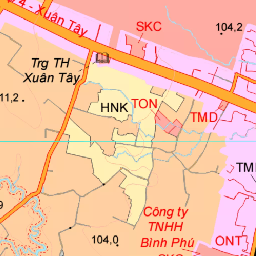 4 - Xuân Tây
SKC
104,2
Trg TH
Xuân Tây
11,2
HNK
TON
TMD
Công ty
TNHH
Bình Phú
104,0
ONT